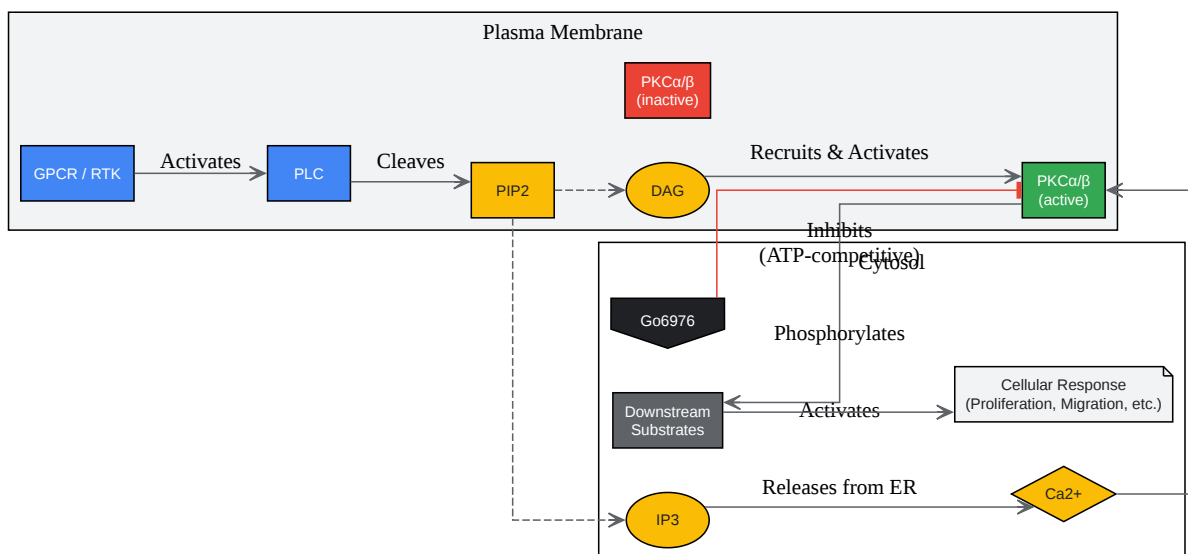 Plasma Membrane
PKCα/β
(inactive)
GPCR / RTK
Activates
PLC
Cleaves
PIP2
DAG
Recruits & Activates
PKCα/β
(active)
Inhibits
(ATP-competitive)
Cytosol
Go6976
Phosphorylates
Downstream
Substrates
Activates
Cellular Response
(Proliferation, Migration, etc.)
IP3
Releases from ER
Ca2+